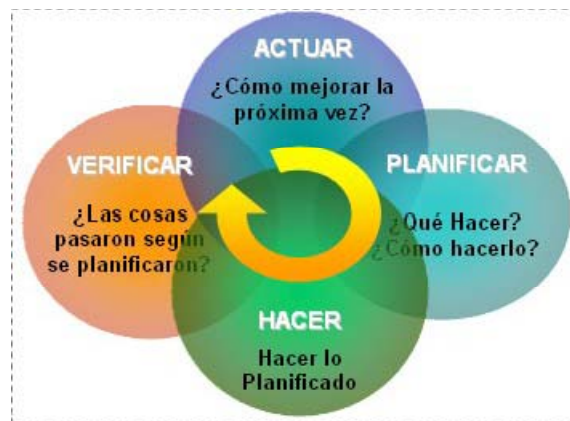 ACTUAR
¿Cómo mejorar la
próxima vez?
VERIFICAR
¿Las cosas
pasaron según
se planificaron?
PLANIFICAR
¿Qué Hacer?
¿Cómo hacerlo?
HACER
Hacer lo
Planificado